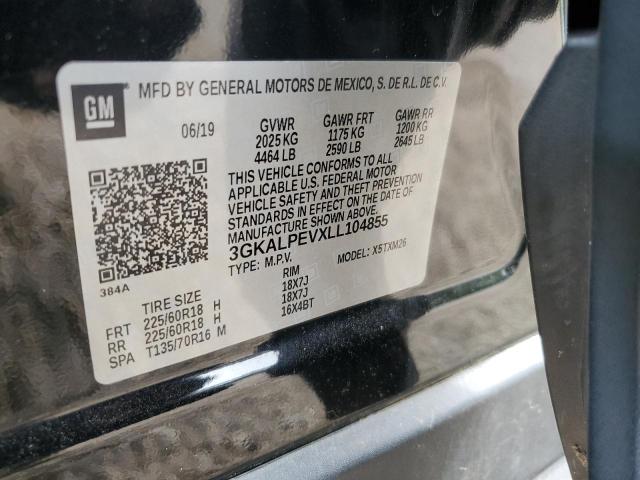 GM
MFD BY GENERAL MOTORS DE MEXICO, S. DE R.L. DE C.V.
06/19 GVWR GAWR FRT GAWR RR
2025 KG 1175 KG 1200 KG
4464 LB 2590 LB 2645 LB
THIS VEHICLE CONFORMS TO ALL
APPLICABLE U.S. FEDERAL MOTOR
VEHICLE SAFETY AND THEFT PREVENTION
STANDARDS IN EFFECT ON THE DATE OF
MANUFACTURE SHOWN ABOVE.
3GKALPEVXLL104855
TYPE: M.P.V. MODEL: X5TXM26
384A
TIRE SIZE RIM
FRT 225/60R18 H 18X7J
RR 225/60R18 H 18X7J
SPA T135/70R16 M 16X4BT